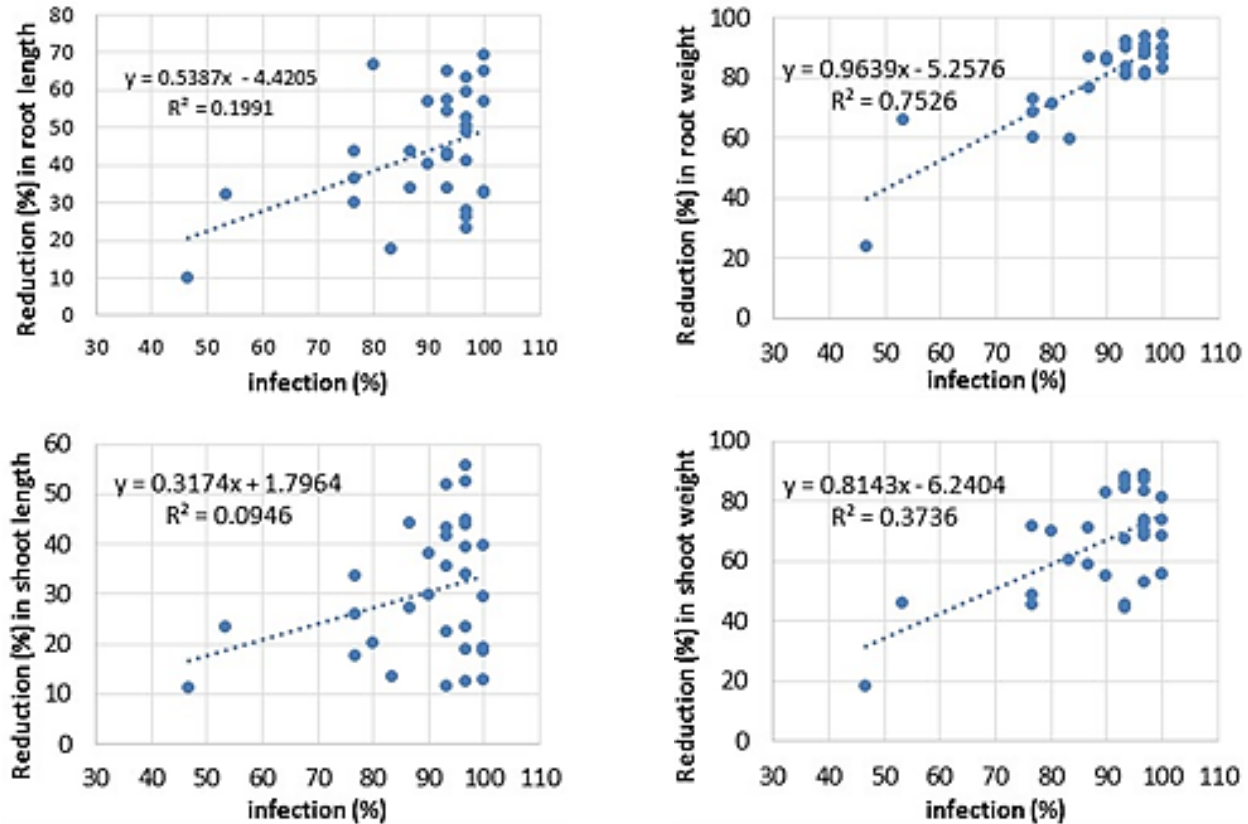 80
70
60
50
40
30
20
10
0
Reduction (%) in root length
y = 0.5387x - 4.4205
R² = 0.1991
30 40 50 60 70 80 90 100 110
infection (%)
100
80
60
40
20
0
Reduction (%) in root weight
y = 0.9639x - 5.2576
R² = 0.7526
30 40 50 60 70 80 90 100 110
infection (%)
60
50
40
30
20
10
0
Reduction (%) in shoot length
y = 0.3174x + 1.7964
R² = 0.0946
30 40 50 60 70 80 90 100 110
infection (%)
100
80
60
40
20
0
Reduction (%) in shoot weight
y = 0.8143x - 6.2404
R² = 0.3736
30 40 50 60 70 80 90 100 110
infection (%)